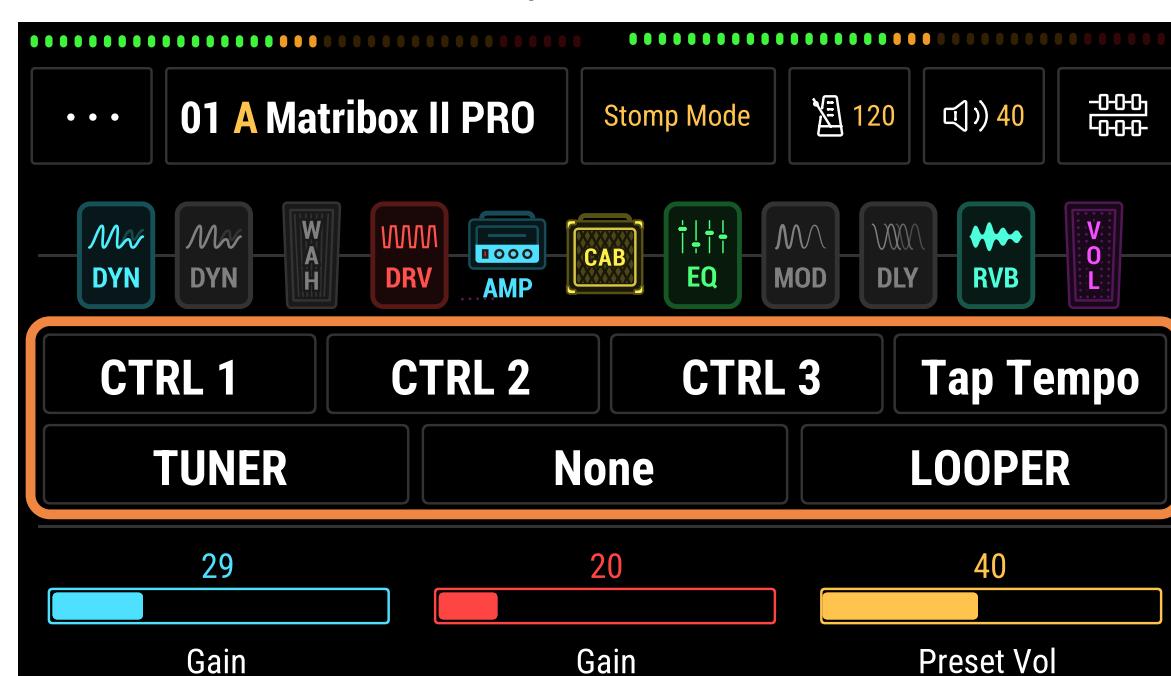 ··· 01 A Matribox II PRO Stomp Mode 120 40
DYN DYN WAH DRV AMP CAB EQ MOD DLY RVB VOL
CTRL 1 CTRL 2 CTRL 3 Tap Tempo
TUNER None LOOPER
29 20 40
Gain Gain Preset Vol